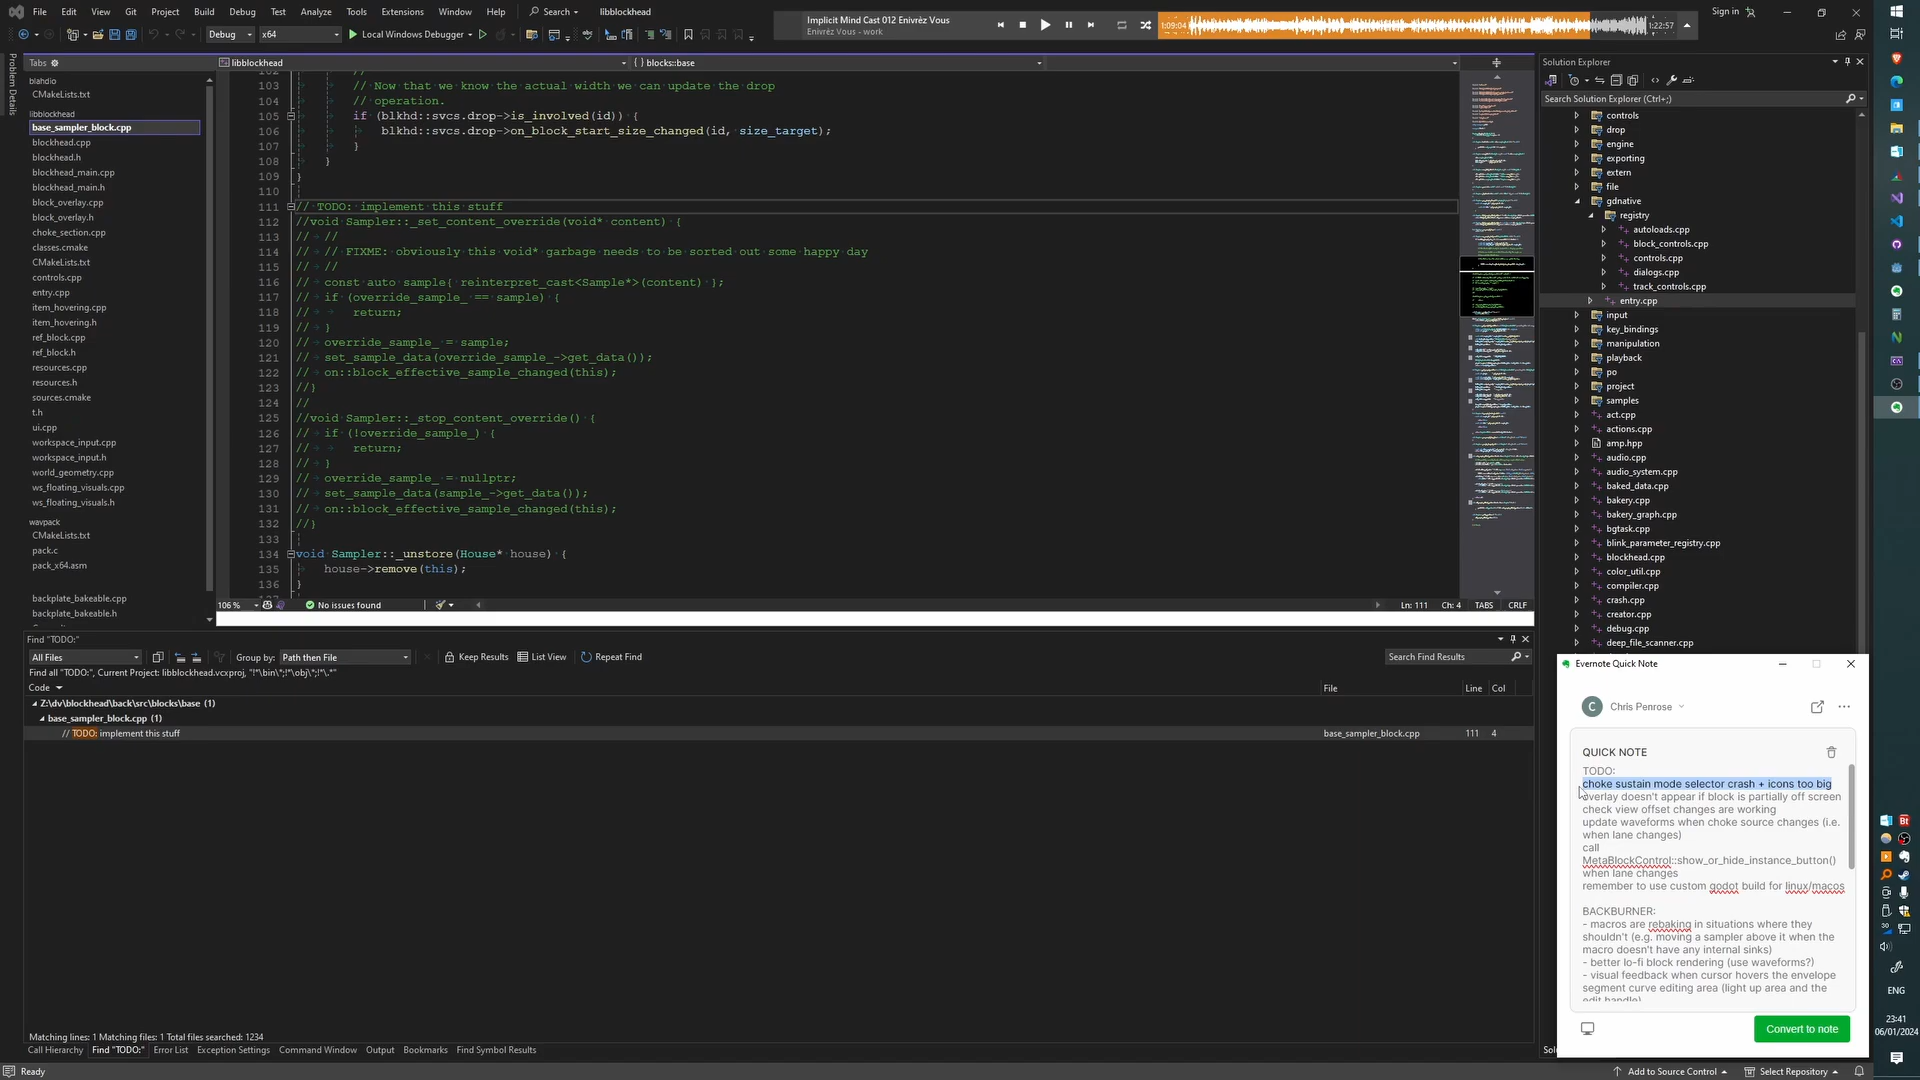 File Edit View Git Project Build Debug Test Analyze Tools Extensions Window Help Search libblockhead
Implicit Mind Cast 012 Enivrèz Vous
Enivrèz Vous - work
1:09:04
1:22:57
Sign in
Debug x64 Local Windows Debugger
Problem Details
Tabs
blahdio
CMakeLists.txt
libblockhead
base_sampler_block.cpp
blockhead.cpp
blockhead.h
blockhead_main.cpp
blockhead_main.h
block_overlay.cpp
block_overlay.h
choke_section.cpp
classes.cmake
CMakeLists.txt
controls.cpp
entry.cpp
item_hovering.cpp
item_hovering.h
ref_block.cpp
ref_block.h
resources.cpp
resources.h
sources.cmake
t.h
ui.cpp
workspace_input.cpp
workspace_input.h
world_geometry.cpp
ws_floating_visuals.cpp
ws_floating_visuals.h
wavpack
CMakeLists.txt
pack.c
pack_x64.asm
backplate_bakeable.cpp
backplate_bakeable.h
libblockhead
{ } blocks::base
102 //
103 // Now that we know the actual width we can update the drop
104 // operation.
105 if (blkhd::svcs.drop->is_involved(id)) {
106 blkhd::svcs.drop->on_block_start_size_changed(id, size_target);
107 }
108 }
109 }
110
111 // TODO: implement this stuff
112 //void Sampler::_set_content_override(void* content) {
113 // //
114 // // FIXME: obviously this void* garbage needs to be sorted out some happy day
115 // //
116 // const auto sample{ reinterpret_cast<Sample*>(content) };
117 // if (override_sample_ == sample) {
118 // return;
119 // }
120 // override_sample_ = sample;
121 // set_sample_data(override_sample_->get_data());
122 // on::block_effective_sample_changed(this);
123 //}
124 //
125 //void Sampler::_stop_content_override() {
126 // if (!override_sample_) {
127 // return;
128 // }
129 // override_sample_ = nullptr;
130 // set_sample_data(sample_->get_data());
131 // on::block_effective_sample_changed(this);
132 //}
133
134 void Sampler::_unstore(House* house) {
135 house->remove(this);
136 }
106 % No issues found Ln: 111 Ch: 4 TABS CRLF
Find "TODO:"
All Files Group by: Path then File Keep Results List View Repeat Find Search Find Results
Find all "TODO:", Current Project: libblockhead.vcxproj, "!*\bin\*;!*\obj\*;!*\.*"
Code File Line Col
Z:\dv\blockhead\back\src\blocks\base (1)
base_sampler_block.cpp (1)
// TODO: implement this stuff base_sampler_block.cpp 111 4
Matching lines: 1 Matching files: 1 Total files searched: 1234
Call Hierarchy Find "TODO:" Error List Exception Settings Command Window Output Bookmarks Find Symbol Results
Ready
Add to Source Control Select Repository
Solution Explorer
Search Solution Explorer (Ctrl+;)
controls
drop
engine
exporting
extern
file
gdnative
registry
autoloads.cpp
block_controls.cpp
controls.cpp
dialogs.cpp
track_controls.cpp
entry.cpp
input
key_bindings
manipulation
playback
po
project
samples
act.cpp
actions.cpp
amp.hpp
audio.cpp
audio_system.cpp
baked_data.cpp
bakery.cpp
bakery_graph.cpp
bgtask.cpp
blink_parameter_registry.cpp
blockhead.cpp
color_util.cpp
compiler.cpp
crash.cpp
creator.cpp
debug.cpp
deep_file_scanner.cpp
Evernote Quick Note
C Chris Penrose
QUICK NOTE
TODO:
choke sustain mode selector crash + icons too big
overlay doesn't appear if block is partially off screen
check view offset changes are working
update waveforms when choke source changes (i.e.
when lane changes)
call
MetaBlockControl::show_or_hide_instance_button()
when lane changes
remember to use custom godot build for linux/macos
BACKBURNER:
- macros are rebaking in situations where they
shouldn't (e.g. moving a sampler above it when the
macro doesn't have any internal sinks)
- better lo-fi block rendering (use waveforms?)
- visual feedback when cursor hovers the envelope
segment curve editing area (light up area and the
edit handle)
Convert to note
Bt
30
ENG
23:41
06/01/2024